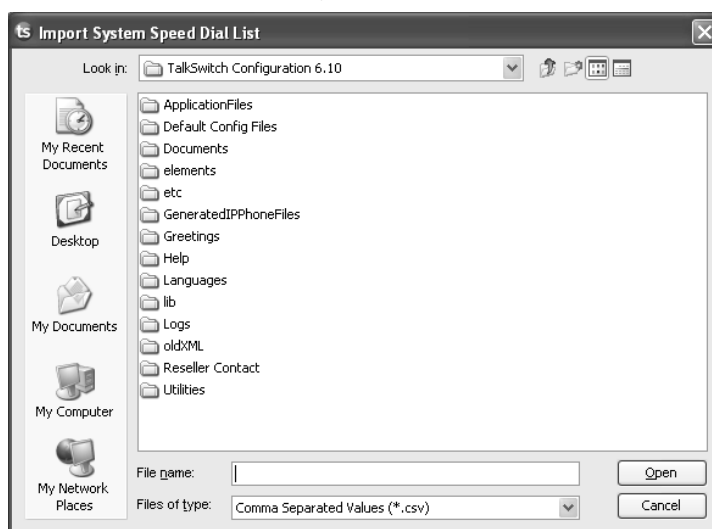 ts Import System Speed Dial List
Look in: TalkSwitch Configuration 6.10
My Recent
Documents
Desktop
My Documents
My Computer
My Network
Places
ApplicationFiles
Default Config Files
Documents
elements
etc
GeneratedIPPhoneFiles
Greetings
Help
Languages
lib
Logs
oldXML
Reseller Contact
Utilities
File name:
Open
Files of type: Comma Separated Values (*.csv)
Cancel